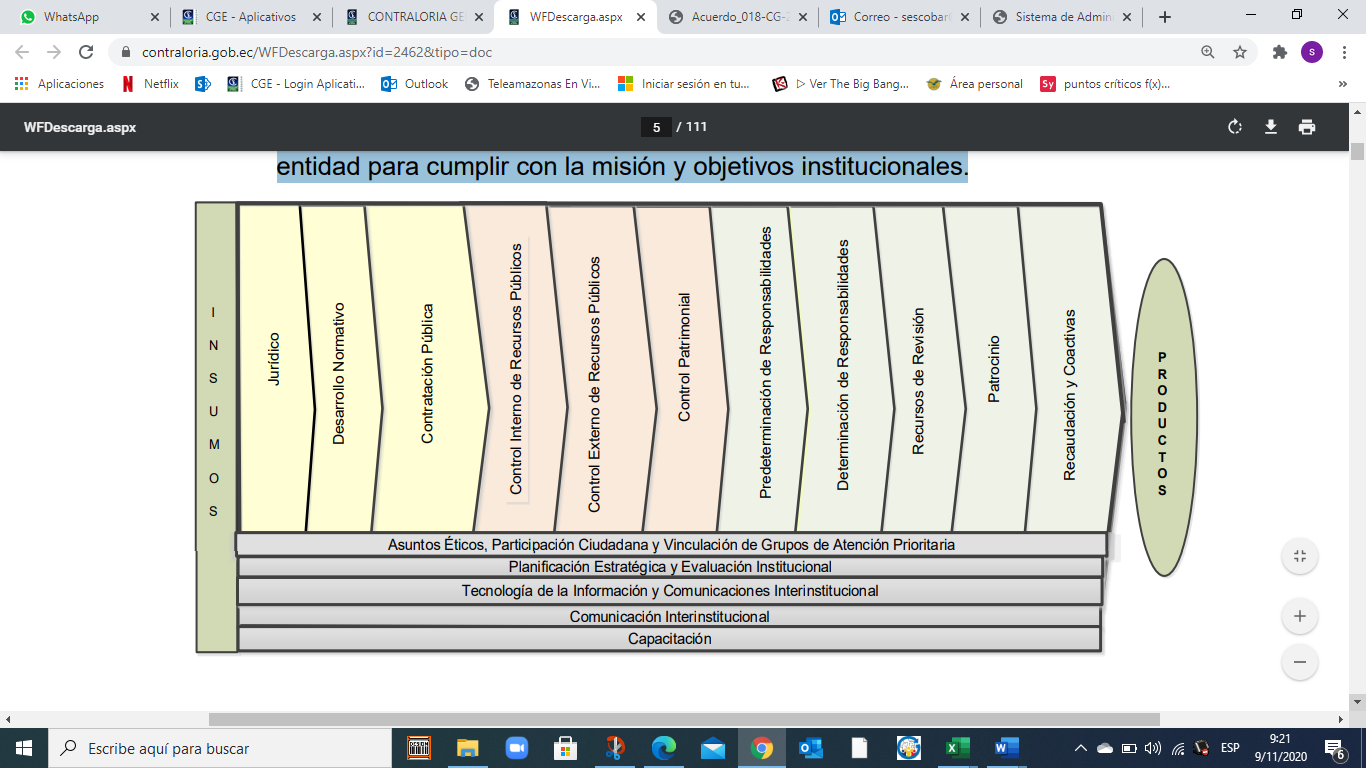 WhatsApp
CGE - Aplicativos
CONTRALORIA GE
WFDescarga.aspx
Acuerdo_018-CG-2
Correo - sescobar
Sistema de Admin
contraloria.gob.ec/WFDescarga.aspx?id=2462&tipo=doc
S
Aplicaciones
Netflix
CGE - Login Aplicati...
Outlook
Teleamazonas En Vi...
Iniciar sesión en tu...
▷ Ver The Big Bang...
Área personal
Sy
puntos críticos f(x)...
»
WFDescarga.aspx
5 / 111
entidad para cumplir con la misión y objetivos institucionales.
INSUMOS
Jurídico
Desarrollo Normativo
Contratación Pública
Control Interno de Recursos Públicos
Control Externo de Recursos Públicos
Control Patrimonial
Predeterminación de Responsabilidades
Determinación de Responsabilidades
Recursos de Revisión
Patrocinio
Recaudación y Coactivas
PRODUCTOS
Asuntos Éticos, Participación Ciudadana y Vinculación de Grupos de Atención Prioritaria
Planificación Estratégica y Evaluación Institucional
Tecnología de la Información y Comunicaciones Interinstitucional
Comunicación Interinstitucional
Capacitación
Escribe aquí para buscar
ESP
9:21
9/11/2020
6